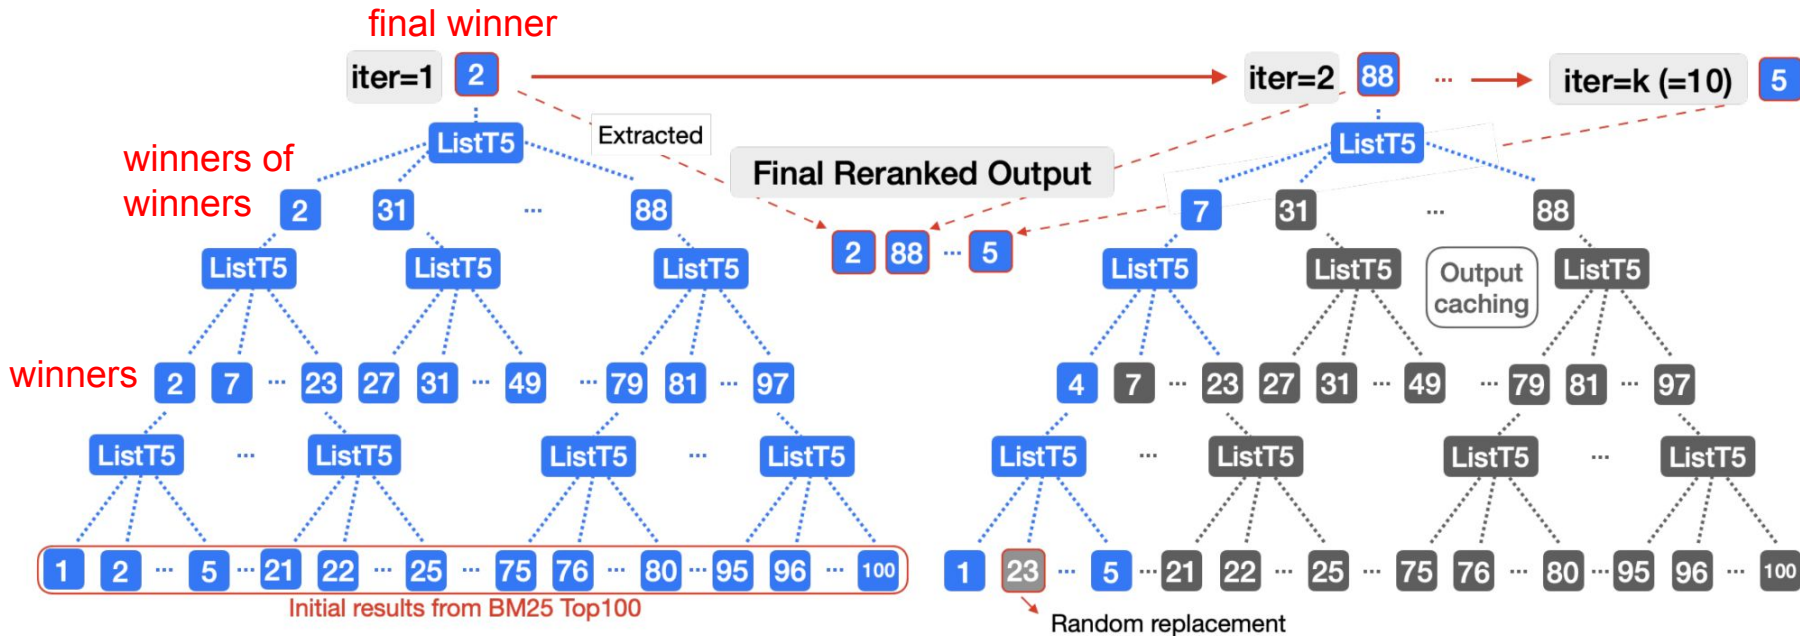 final winner
iter=1 2 iter=2 88 ... iter=k (=10) 5
Extracted
ListT5 ListT5
winners of
winners
Final Reranked Output
2 31 ... 88 7 31 ... 88
2 88 ... 5
ListT5 ListT5 ListT5 ListT5 ListT5 ListT5
Output
caching
winners 2 7 ... 23 27 31 ... 49 ... 79 81 ... 97 4 7 ... 23 27 31 ... 49 ... 79 81 ... 97
ListT5 ... ListT5 ListT5 ... ListT5 ListT5 ... ListT5 ListT5 ... ListT5
1 2 ... 5 ... 21 22 ... 25 ... 75 76 ... 80 ... 95 96 ... 100 1 23 ... 5 ... 21 22 ... 25 ... 75 76 ... 80 ... 95 96 ... 100
Initial results from BM25 Top100
Random replacement